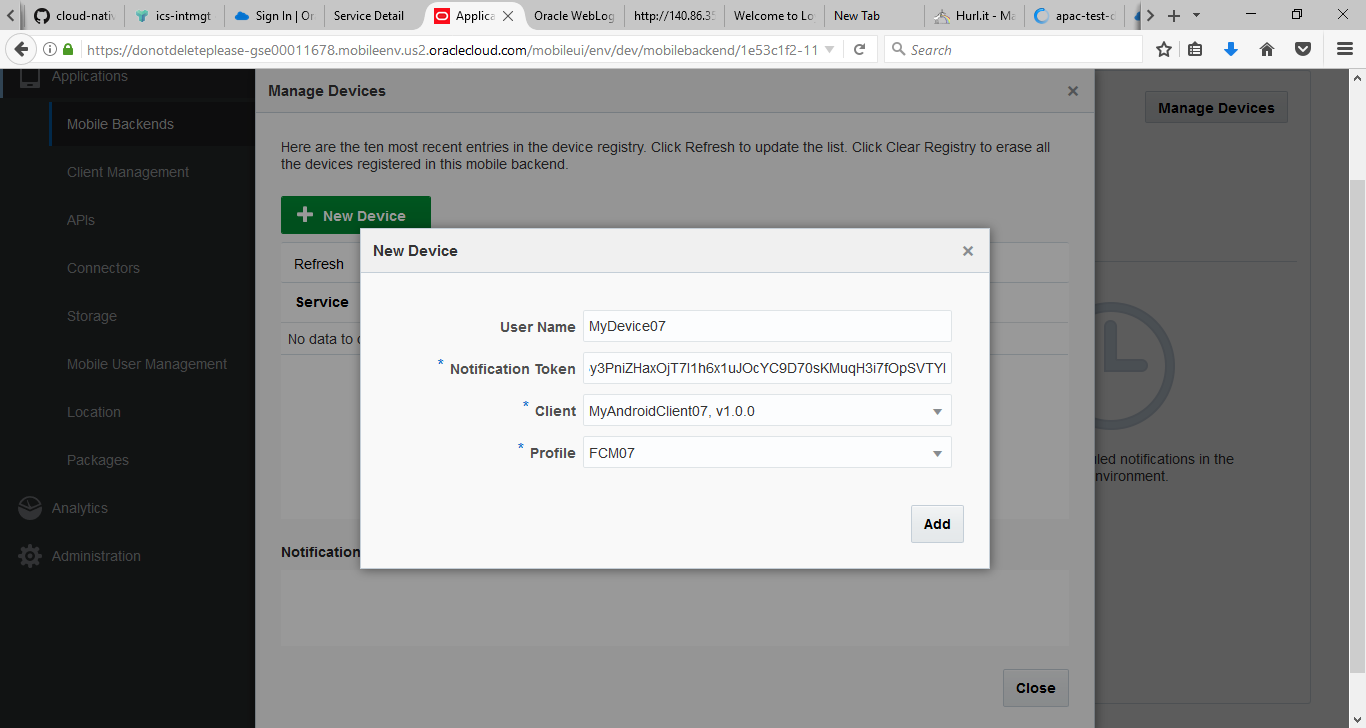 cloud-nativ
ics-intmgt
Sign In | Or
Service Detail
Applica
Oracle WebLog
http://140.86.35
Welcome to Lo
New Tab
Hurl.it - Ma
apac-test-d
https://donotdeleteplease-gse00011678.mobileenv.us2.oraclecloud.com/mobileui/env/dev/mobilebackend/1e53c1f2-11
Search
Applications
Mobile Backends
Client Management
APIs
Connectors
Storage
Mobile User Management
Location
Packages
Analytics
Administration
Manage Devices
Manage Devices
Here are the ten most recent entries in the device registry. Click Refresh to update the list. Click Clear Registry to erase all
the devices registered in this mobile backend.
New Device
Refresh
Service
No data to
Notification
New Device
User Name MyDevice07
* Notification Token y3PniZHaxOjT7l1h6x1uJOcYC9D70sKMuqH3i7fOpSVTYl
* Client MyAndroidClient07, v1.0.0
* Profile FCM07
Add
Close
led notifications in the
nvironment.